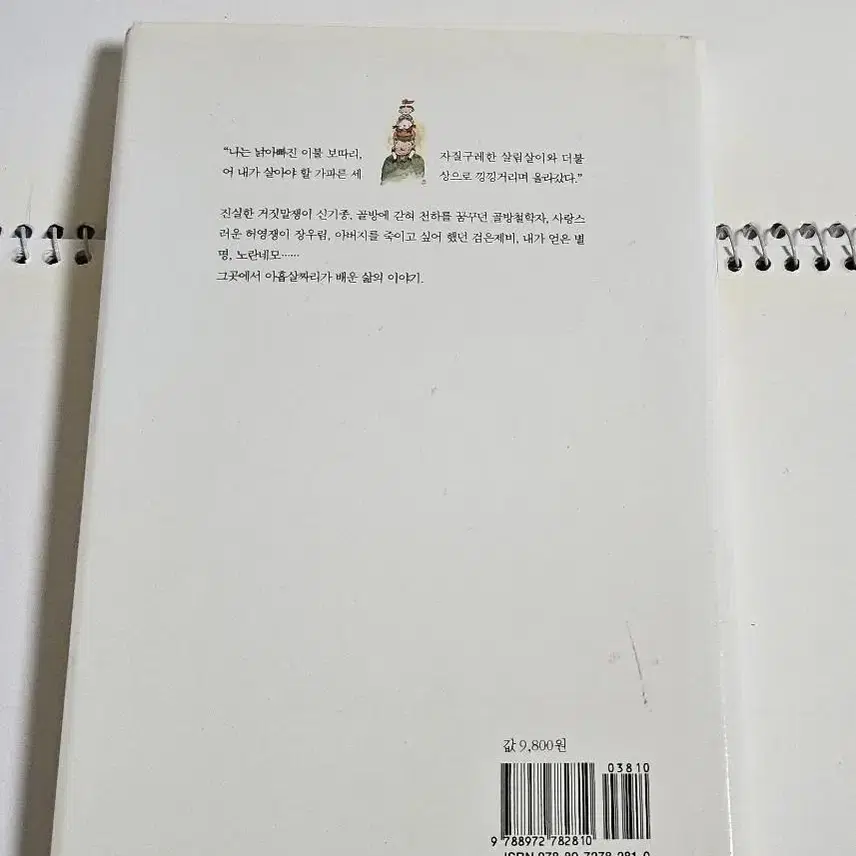 “나는 낡아빠진 이불 보따리, 자질구레한 살림살이와 더불
어 내가 살아야 할 가파른 세 상으로 낑낑거리며 올라갔다.”
진실한 거짓말쟁이 신기종, 골방에 갇혀 천하를 꿈꾸던 골방철학자, 사랑스
러운 허영쟁이 장우림, 아버지를 죽이고 싶어 했던 검은제비, 내가 얻은 별
명, 노란네모……
그곳에서 아홉살짜리가 배운 삶의 이야기.
값 9,800원
03810
9 788972 782810
ISBN 978-89-7278-281-0